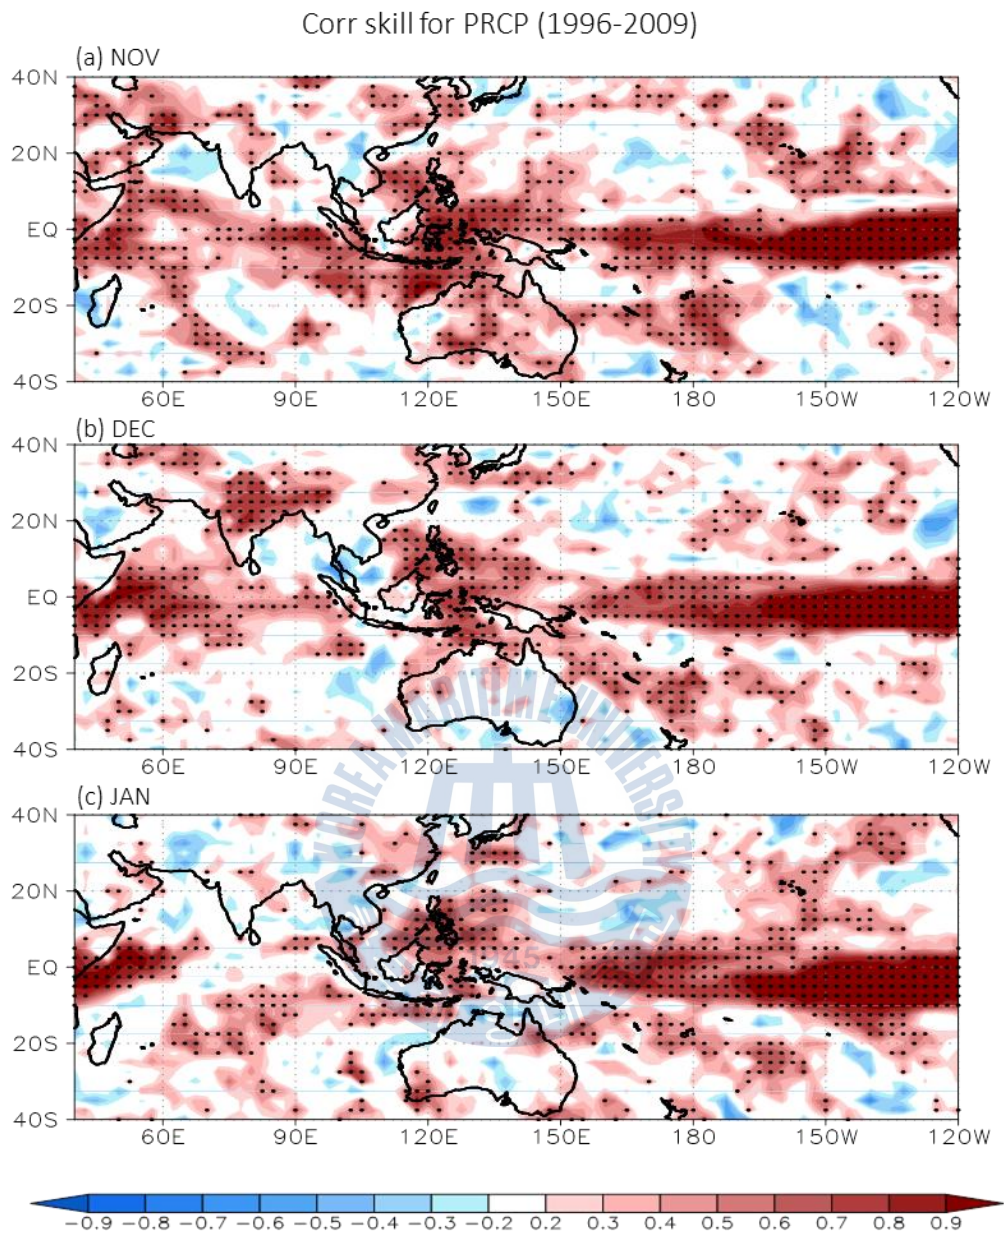 Corr skill for PRCP (1996-2009)
(a) NOV
40N
20N
EQ
20S
40S
60E 90E 120E 150E 180 150W 120W
(b) DEC
40N
20N
EQ
20S
40S
60E 90E 120E 150E 180 150W 120W
KOREA MARITIME UNIVERSITY
(c) JAN
40N
20N
EQ
1945
20S
40S
60E 90E 120E 150E 180 150W 120W
−0.9 −0.8 −0.7 −0.6 −0.5 −0.4 −0.3 −0.2 0.2 0.3 0.4 0.5 0.6 0.7 0.8 0.9